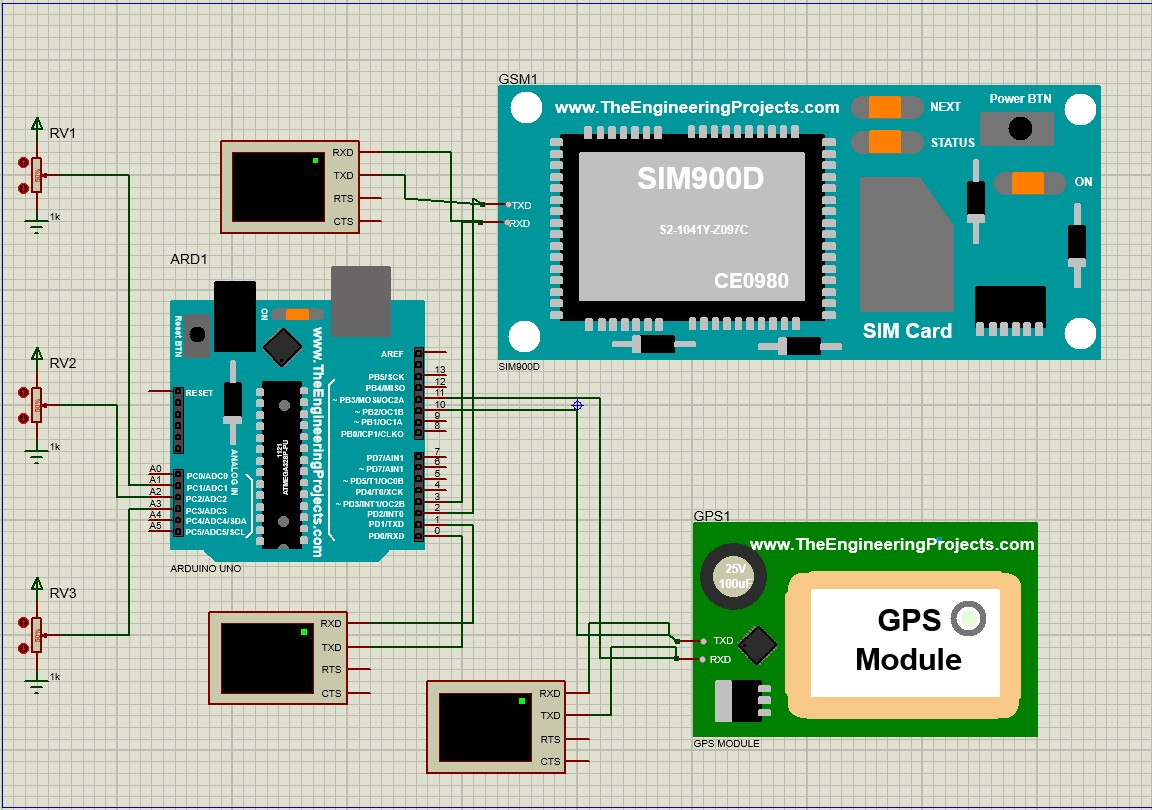 GSM1
www.TheEngineeringProjects.com
NEXT
Power BTN
STATUS
ON
SIM900D
S2-1041Y-Z097C
CE0980
SIM Card
TXD
RXD
SIM900D
RV1
1k
RV2
1k
RV3
1k
RXD
TXD
RTS
CTS
ARD1
Reset BTN
ON
www.TheEngineeringProjects.com
RESET
AREF
PB5/SCK
13
PB4/MISO
12
~ PB3/MOSI/OC2A
11
~ PB2/OC1B
10
~ PB1/OC1A
9
PB0/ICP1/CLKO
8
1121
ATMEGA328P-PU
ANALOG IN
A0
PC0/ADC0
A1
PC1/ADC1
A2
PC2/ADC2
A3
PC3/ADC3
A4
PC4/ADC4/SDA
A5
PC5/ADC5/SCL
PD7/AIN1
7
~ PD7/AIN1
6
~ PD5/T1/OC0B
5
PD4/T0/XCK
4
~ PD3/INT1/OC2B
3
PD2/INT0
2
PD1/TXD
1
PD0/RXD
0
ARDUINO UNO
RXD
TXD
RTS
CTS
RXD
TXD
RTS
CTS
GPS1
www.TheEngineeringProjects.com
25V
100uF
GPS
Module
TXD
RXD
GPS MODULE